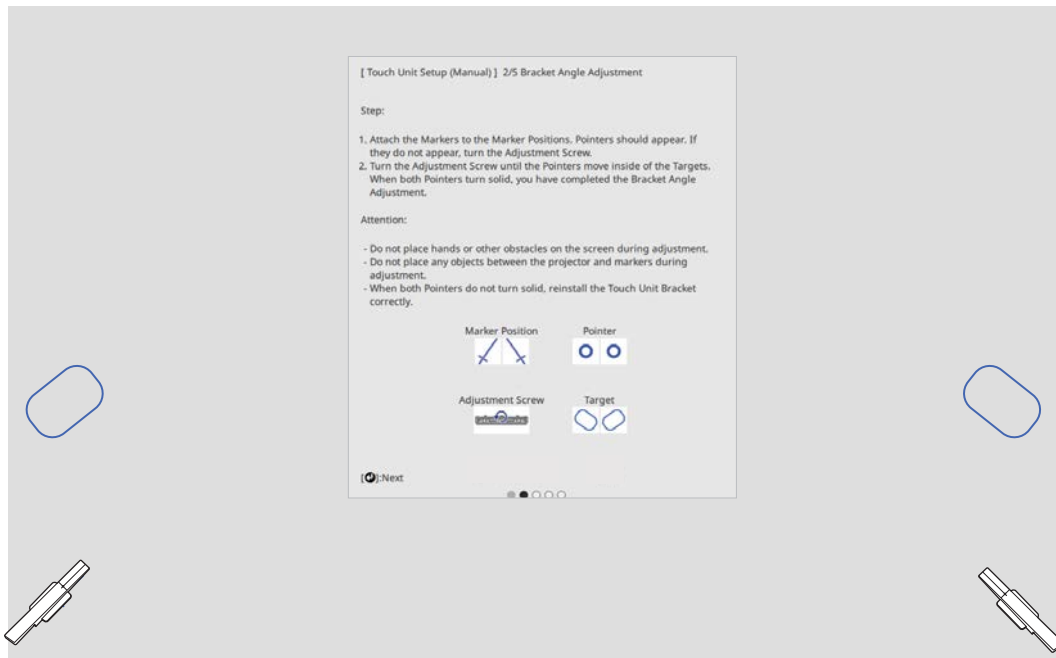 [ Touch Unit Setup (Manual) ]  2/5 Bracket Angle Adjustment
Step:
1. Attach the Markers to the Marker Positions. Pointers should appear. If
they do not appear, turn the Adjustment Screw.
2. Turn the Adjustment Screw until the Pointers move inside of the Targets.
When both Pointers turn solid, you have completed the Bracket Angle
Adjustment.
Attention:
- Do not place hands or other obstacles on the screen during adjustment.
- Do not place any objects between the projector and markers during
adjustment.
- When both Pointers do not turn solid, reinstall the Touch Unit Bracket
correctly.
Marker Position Pointer
Adjustment Screw Target
[ ]:Next